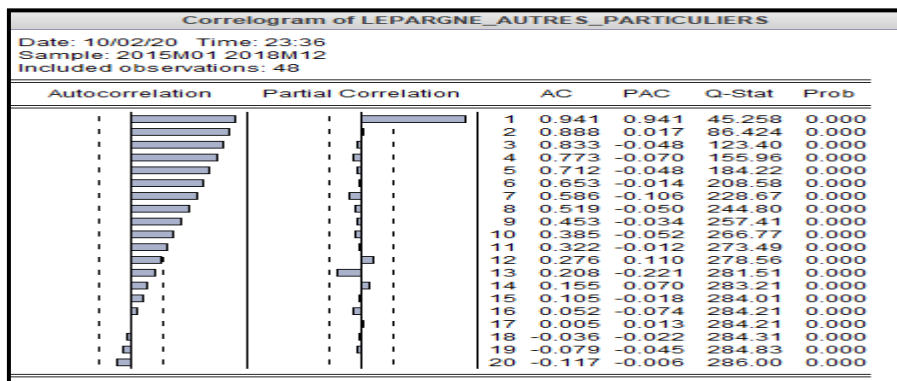 Correlogram of LEPARGNE_AUTRES_PARTICULIERS
Date: 10/02/20 Time: 23:36
Sample: 2015M01 2018M12
Included observations: 48
Autocorrelation Partial Correlation AC PAC Q-Stat Prob
1 0.941 0.941 45.258 0.000
2 0.888 0.017 86.424 0.000
3 0.833 -0.048 123.40 0.000
4 0.773 -0.070 155.96 0.000
5 0.712 -0.048 184.22 0.000
6 0.653 -0.014 208.58 0.000
7 0.586 -0.106 228.67 0.000
8 0.519 -0.050 244.80 0.000
9 0.453 -0.034 257.41 0.000
10 0.385 -0.052 266.77 0.000
11 0.322 -0.012 273.49 0.000
12 0.276 0.110 278.56 0.000
13 0.208 -0.221 281.51 0.000
14 0.155 0.070 283.21 0.000
15 0.105 -0.018 284.01 0.000
16 0.052 -0.074 284.21 0.000
17 0.005 0.013 284.21 0.000
18 -0.036 -0.022 284.31 0.000
19 -0.079 -0.045 284.83 0.000
20 -0.117 -0.006 286.00 0.000